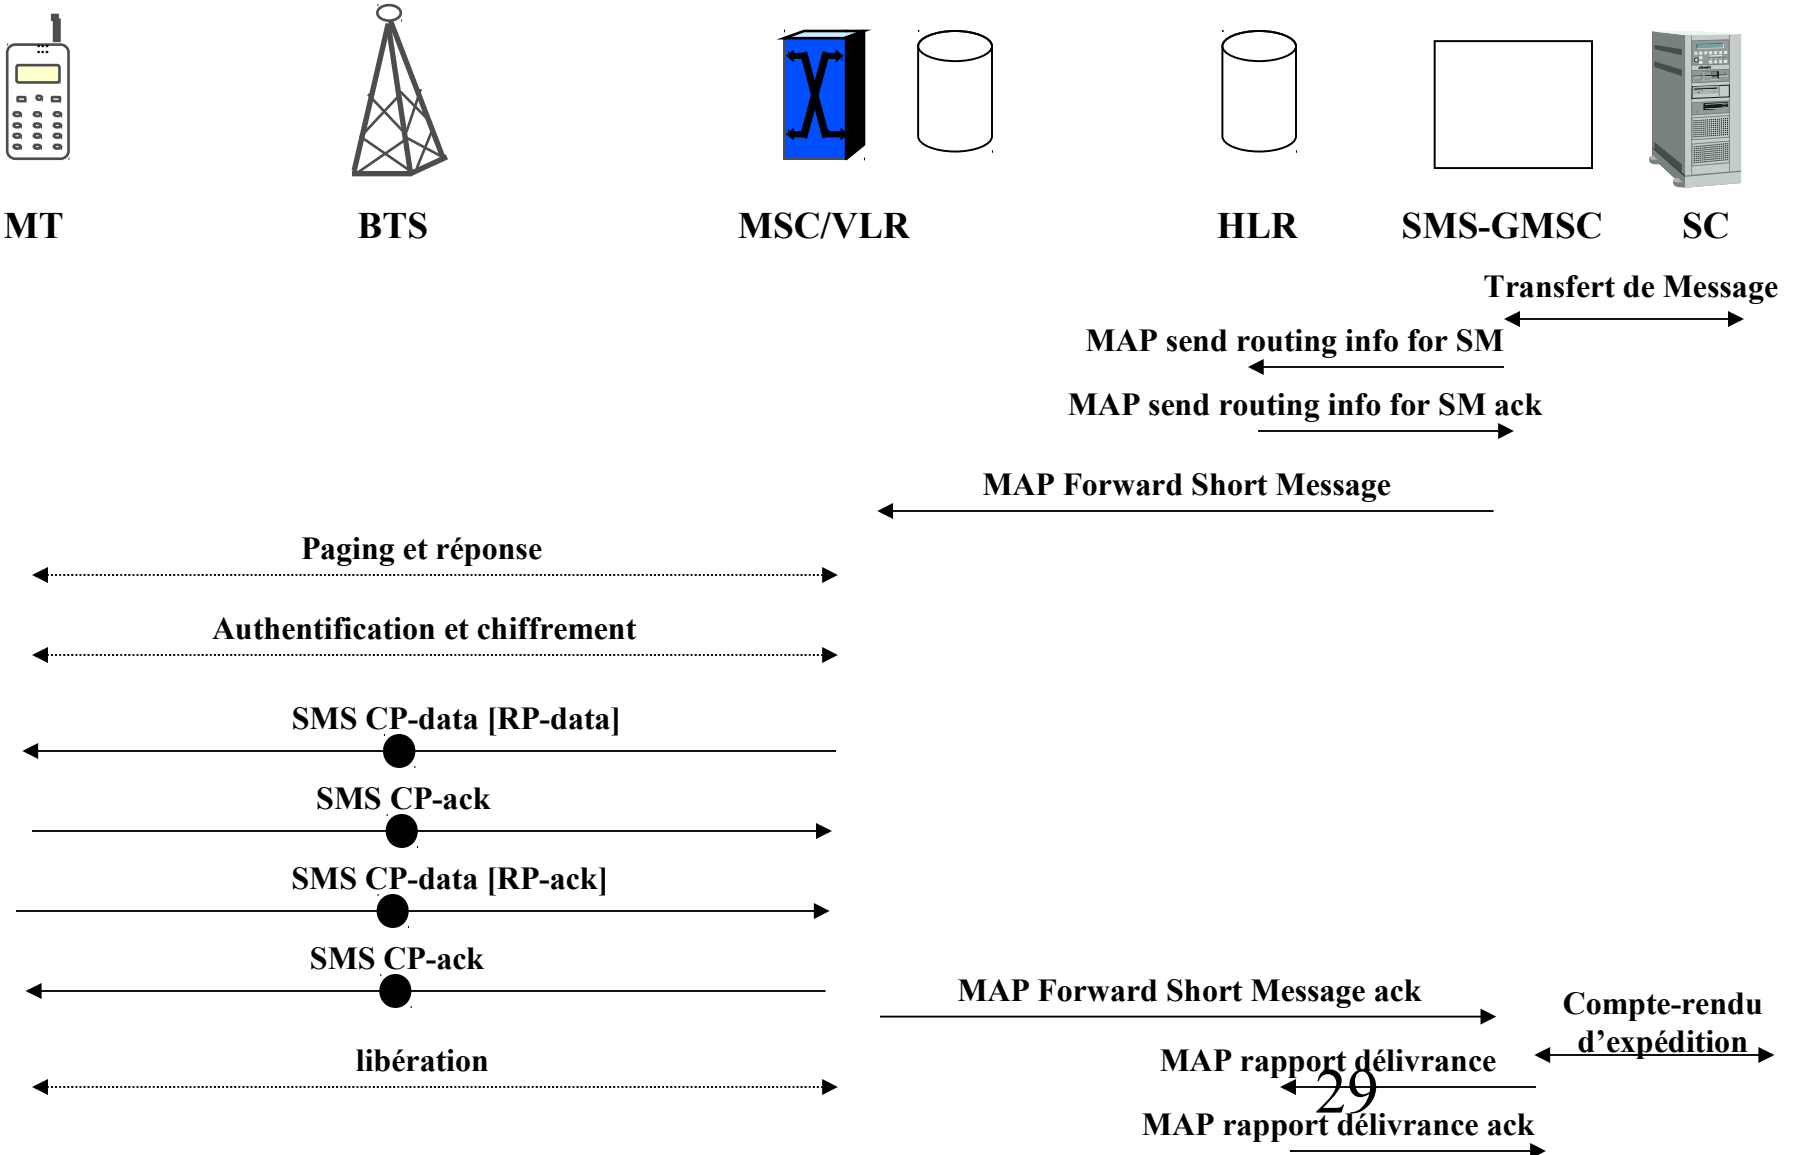 MT
BTS
MSC/VLR
HLR
SMS-GMSC
SC
Transfert de Message
MAP send routing info for SM
MAP send routing info for SM ack
MAP Forward Short Message
Paging et réponse
Authentification et chiffrement
SMS CP-data [RP-data]
SMS CP-ack
SMS CP-data [RP-ack]
SMS CP-ack
MAP Forward Short Message ack
Compte-rendu
d’expédition
libération
MAP rapport délivrance
29
MAP rapport délivrance ack